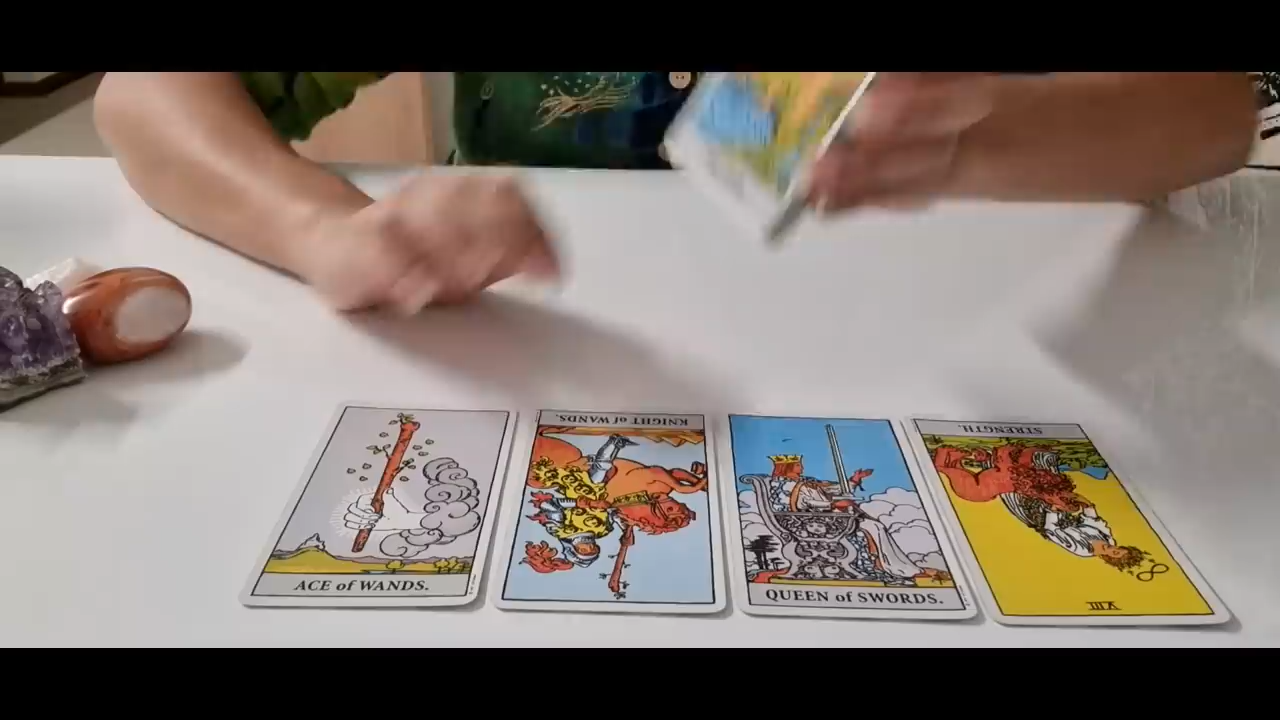 ACE of WANDS.
KNIGHT of WANDS.
QUEEN of SWORDS.
STRENGTH.
VIII